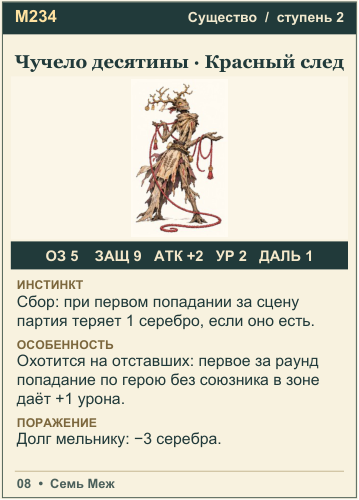 M234 Существо / ступень 2
Чучело десятины · Красный след
ОЗ 5 ЗАЩ 9 АТК +2 УР 2 ДАЛЬ 1
ИНСТИНКТ
Сбор: при первом попадании за сцену
партия теряет 1 серебро, если оно есть.
ОСОБЕННОСТЬ
Охотится на отставших: первое за раунд
попадание по герою без союзника в зоне
даёт +1 урона.
ПОРАЖЕНИЕ
Долг мельнику: −3 серебра.
08 • Семь Меж